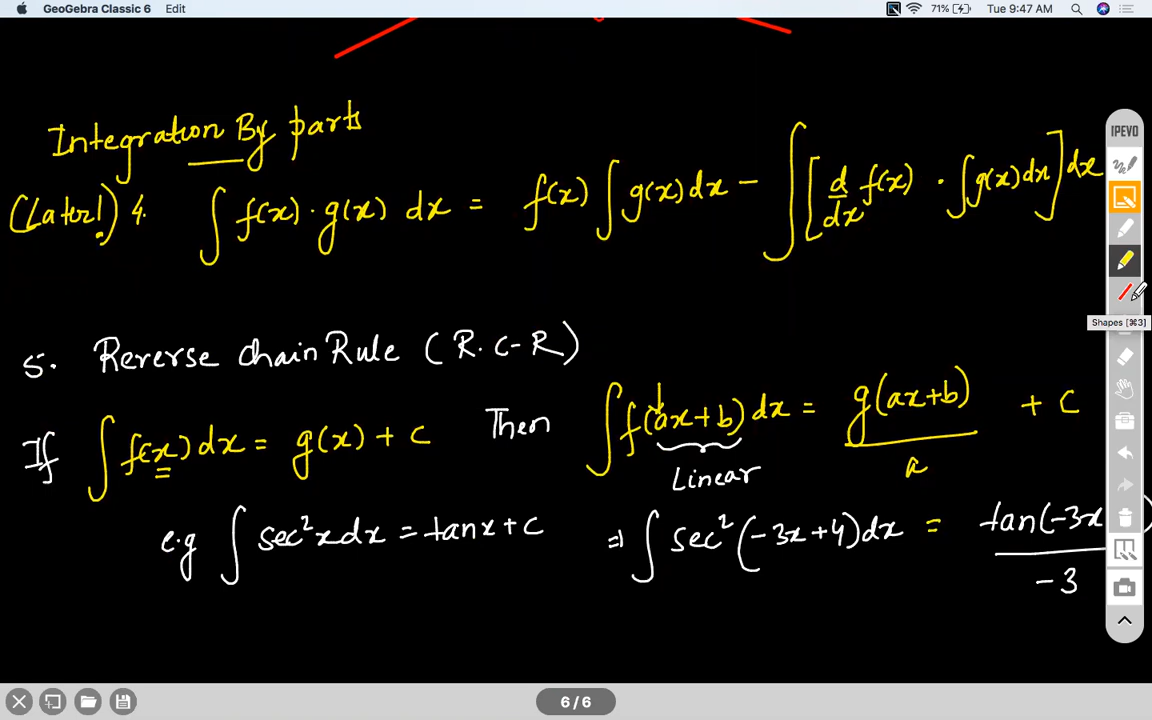 GeoGebra Classic 6 Edit 71% Tue 9:47 AM
Integration By parts
IPEVO
(Later!) 4. ∫ f(x) · g(x) dx = f(x) ∫ g(x) dx − ∫ [ d/dx f(x) · ∫ g(x) dx ] dx
Shapes [⌘3]
5. Reverse chain Rule ( R. C-R )
If ∫ f(x) dx = g(x) + c Then ∫ f(ax+b) dx = g(ax+b)/a + c
Linear
e.g ∫ sec²x dx = tanx + c ⇒ ∫ sec² (-3x+4) dx = tan(-3x / -3
6 / 6